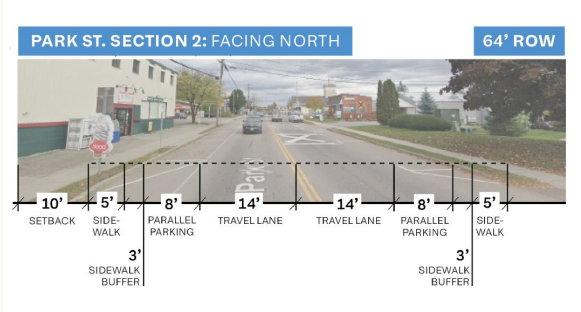 PARK ST. SECTION 2: FACING NORTH
64’ ROW
Park
10’
SETBACK
5’
SIDE-
WALK
3’
SIDEWALK
BUFFER
8’
PARALLEL
PARKING
14’
TRAVEL LANE
14’
TRAVEL LANE
8’
PARALLEL
PARKING
3’
SIDEWALK
BUFFER
5’
SIDE-
WALK